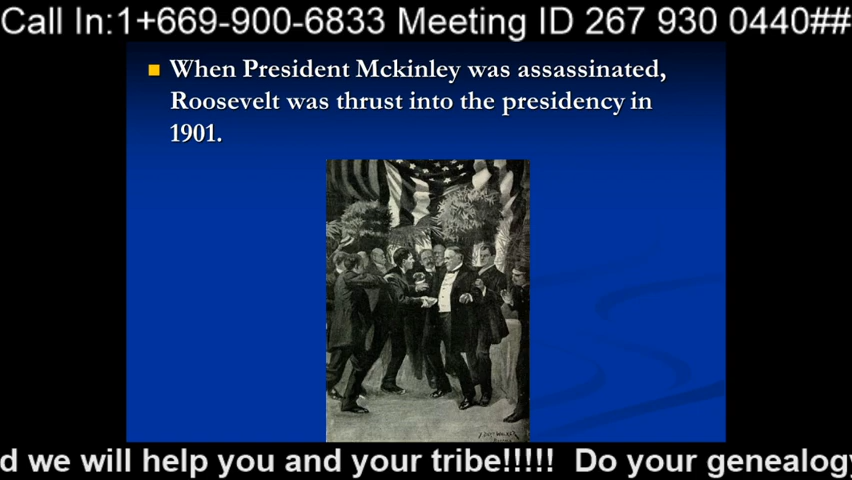 Call In:1+669-900-6833 Meeting ID 267 930 0440##
When President Mckinley was assassinated,
Roosevelt was thrust into the presidency in
1901.
d we will help you and your tribe!!!!! Do your genealogy